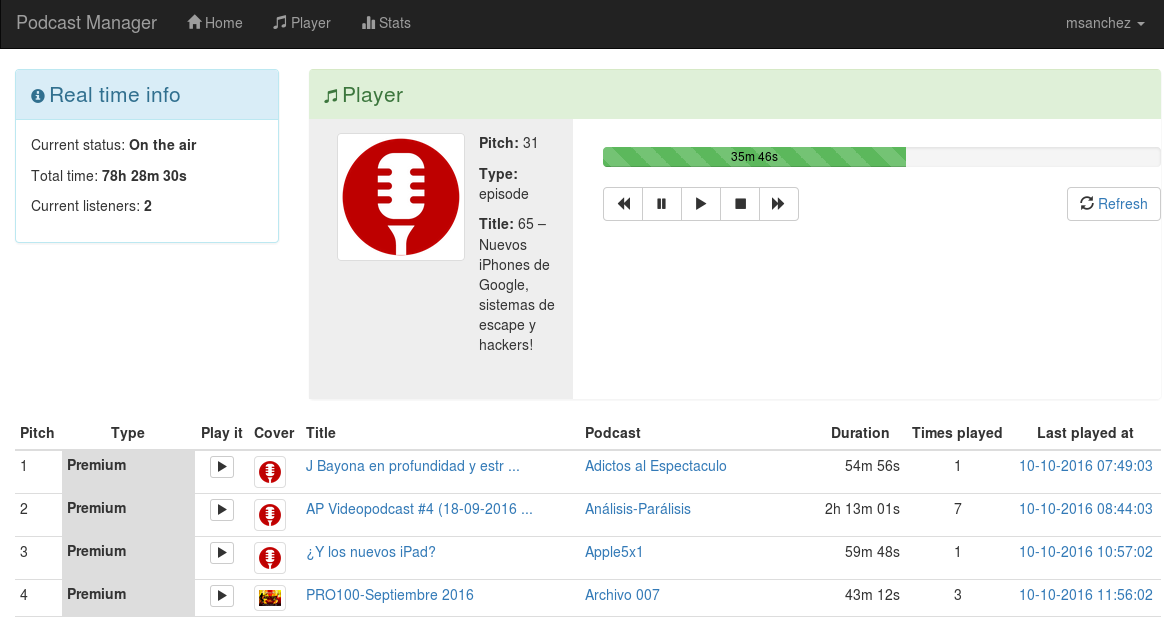 Podcast Manager Home Player Stats msanchez
Real time info
Current status: On the air
Total time: 78h 28m 30s
Current listeners: 2
Player
Pitch: 31
Type:
episode
Title: 65 –
Nuevos
iPhones de
Google,
sistemas de
escape y
hackers!
35m 46s
Refresh
Pitch Type Play it Cover Title Podcast Duration Times played Last played at
1 Premium J Bayona en profundidad y estr ... Adictos al Espectaculo 54m 56s 1 10-10-2016 07:49:03
2 Premium AP Videopodcast #4 (18-09-2016 ... Análisis-Parálisis 2h 13m 01s 7 10-10-2016 08:44:03
3 Premium ¿Y los nuevos iPad? Apple5x1 59m 48s 1 10-10-2016 10:57:02
4 Premium PRO100-Septiembre 2016 Archivo 007 43m 12s 3 10-10-2016 11:56:02